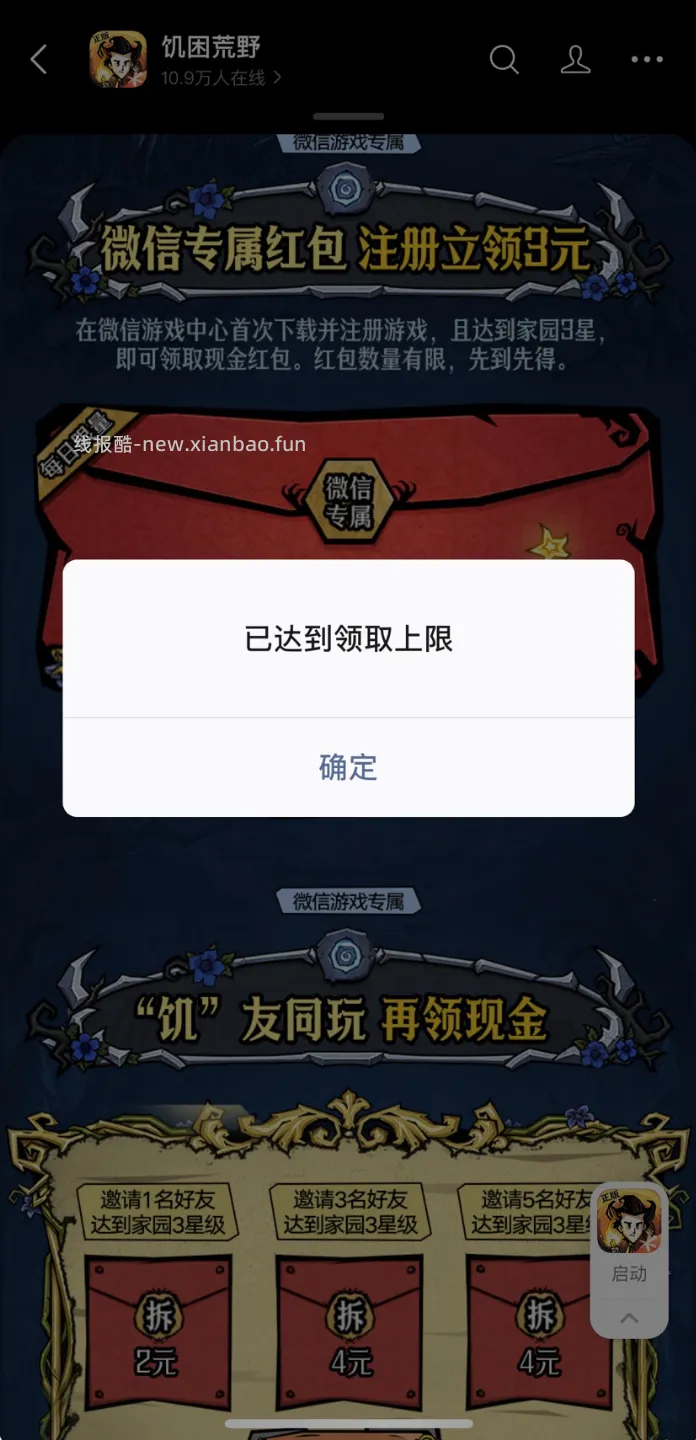 正版
饥困荒野
10.9万人在线
微信游戏专属
微信专属红包 注册立领3元
在微信游戏中心首次下载并注册游戏，且达到家园3星，
即可领取现金红包。红包数量有限，先到先得。
每日限量
线报酷-new.xianbao.fun
微信
专属
已达到领取上限
确定
微信游戏专属
“饥”友同玩 再领现金
邀请1名好友
达到家园3星级
邀请3名好友
达到家园3星级
邀请5名好友
达到家园3星级
正版
启动
拆
2元
拆
4元
拆
4元